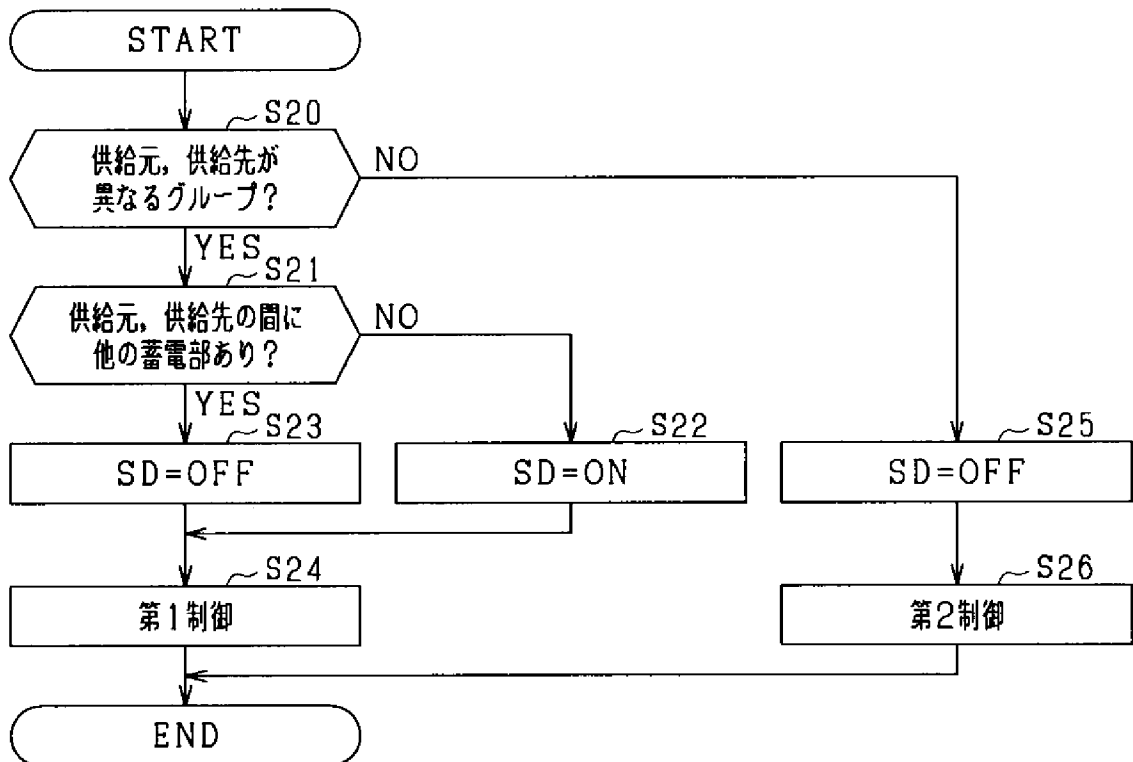 START
S20
供給元，供給先が
異なるグループ？
NO
YES
S21
供給元，供給先の間に
他の蓄電部あり？
NO
YES
S23
SD=OFF
S22
SD=ON
S25
SD=OFF
S24
第1制御
S26
第2制御
END